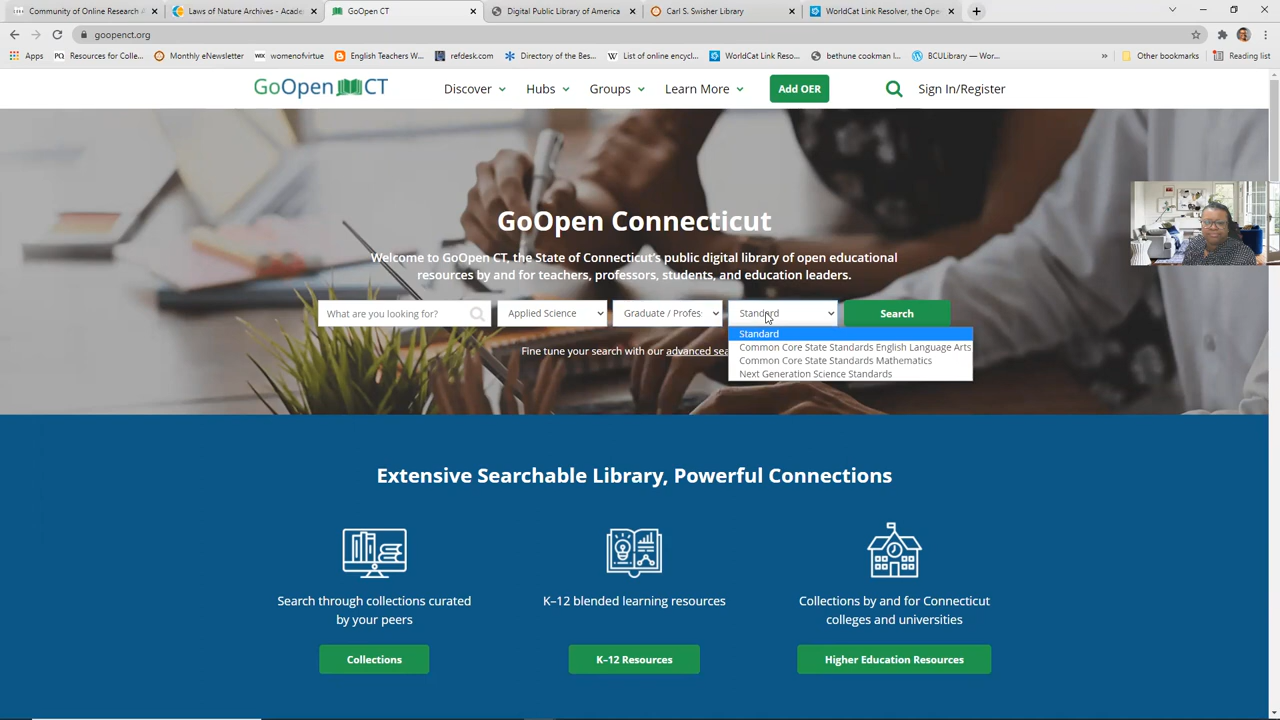 Community of Online Research A
Laws of Nature Archives - Acade
GoOpen CT
Digital Public Library of America
Carl S. Swisher Library
WorldCat Link Resolver, the Ope
goopenct.org
Apps
Resources for Colle...
Monthly eNewsletter
womenofvirtue
English Teachers W...
refdesk.com
Directory of the Bes...
List of online encycl...
WorldCat Link Reso...
bethune cookman l...
BCULibrary — Wor...
Other bookmarks
Reading list
GoOpen CT
Discover
Hubs
Groups
Learn More
Add OER
Sign In/Register
GoOpen Connecticut
Welcome to GoOpen CT, the State of Connecticut's public digital library of open educational
resources by and for teachers, professors, students, and education leaders.
What are you looking for?
Applied Science
Graduate / Profes
Standard
Search
Standard
Common Core State Standards English Language Arts
Common Core State Standards Mathematics
Next Generation Science Standards
Fine tune your search with our advanced sea
Extensive Searchable Library, Powerful Connections
Search through collections curated
by your peers
K–12 blended learning resources
Collections by and for Connecticut
colleges and universities
Collections
K–12 Resources
Higher Education Resources